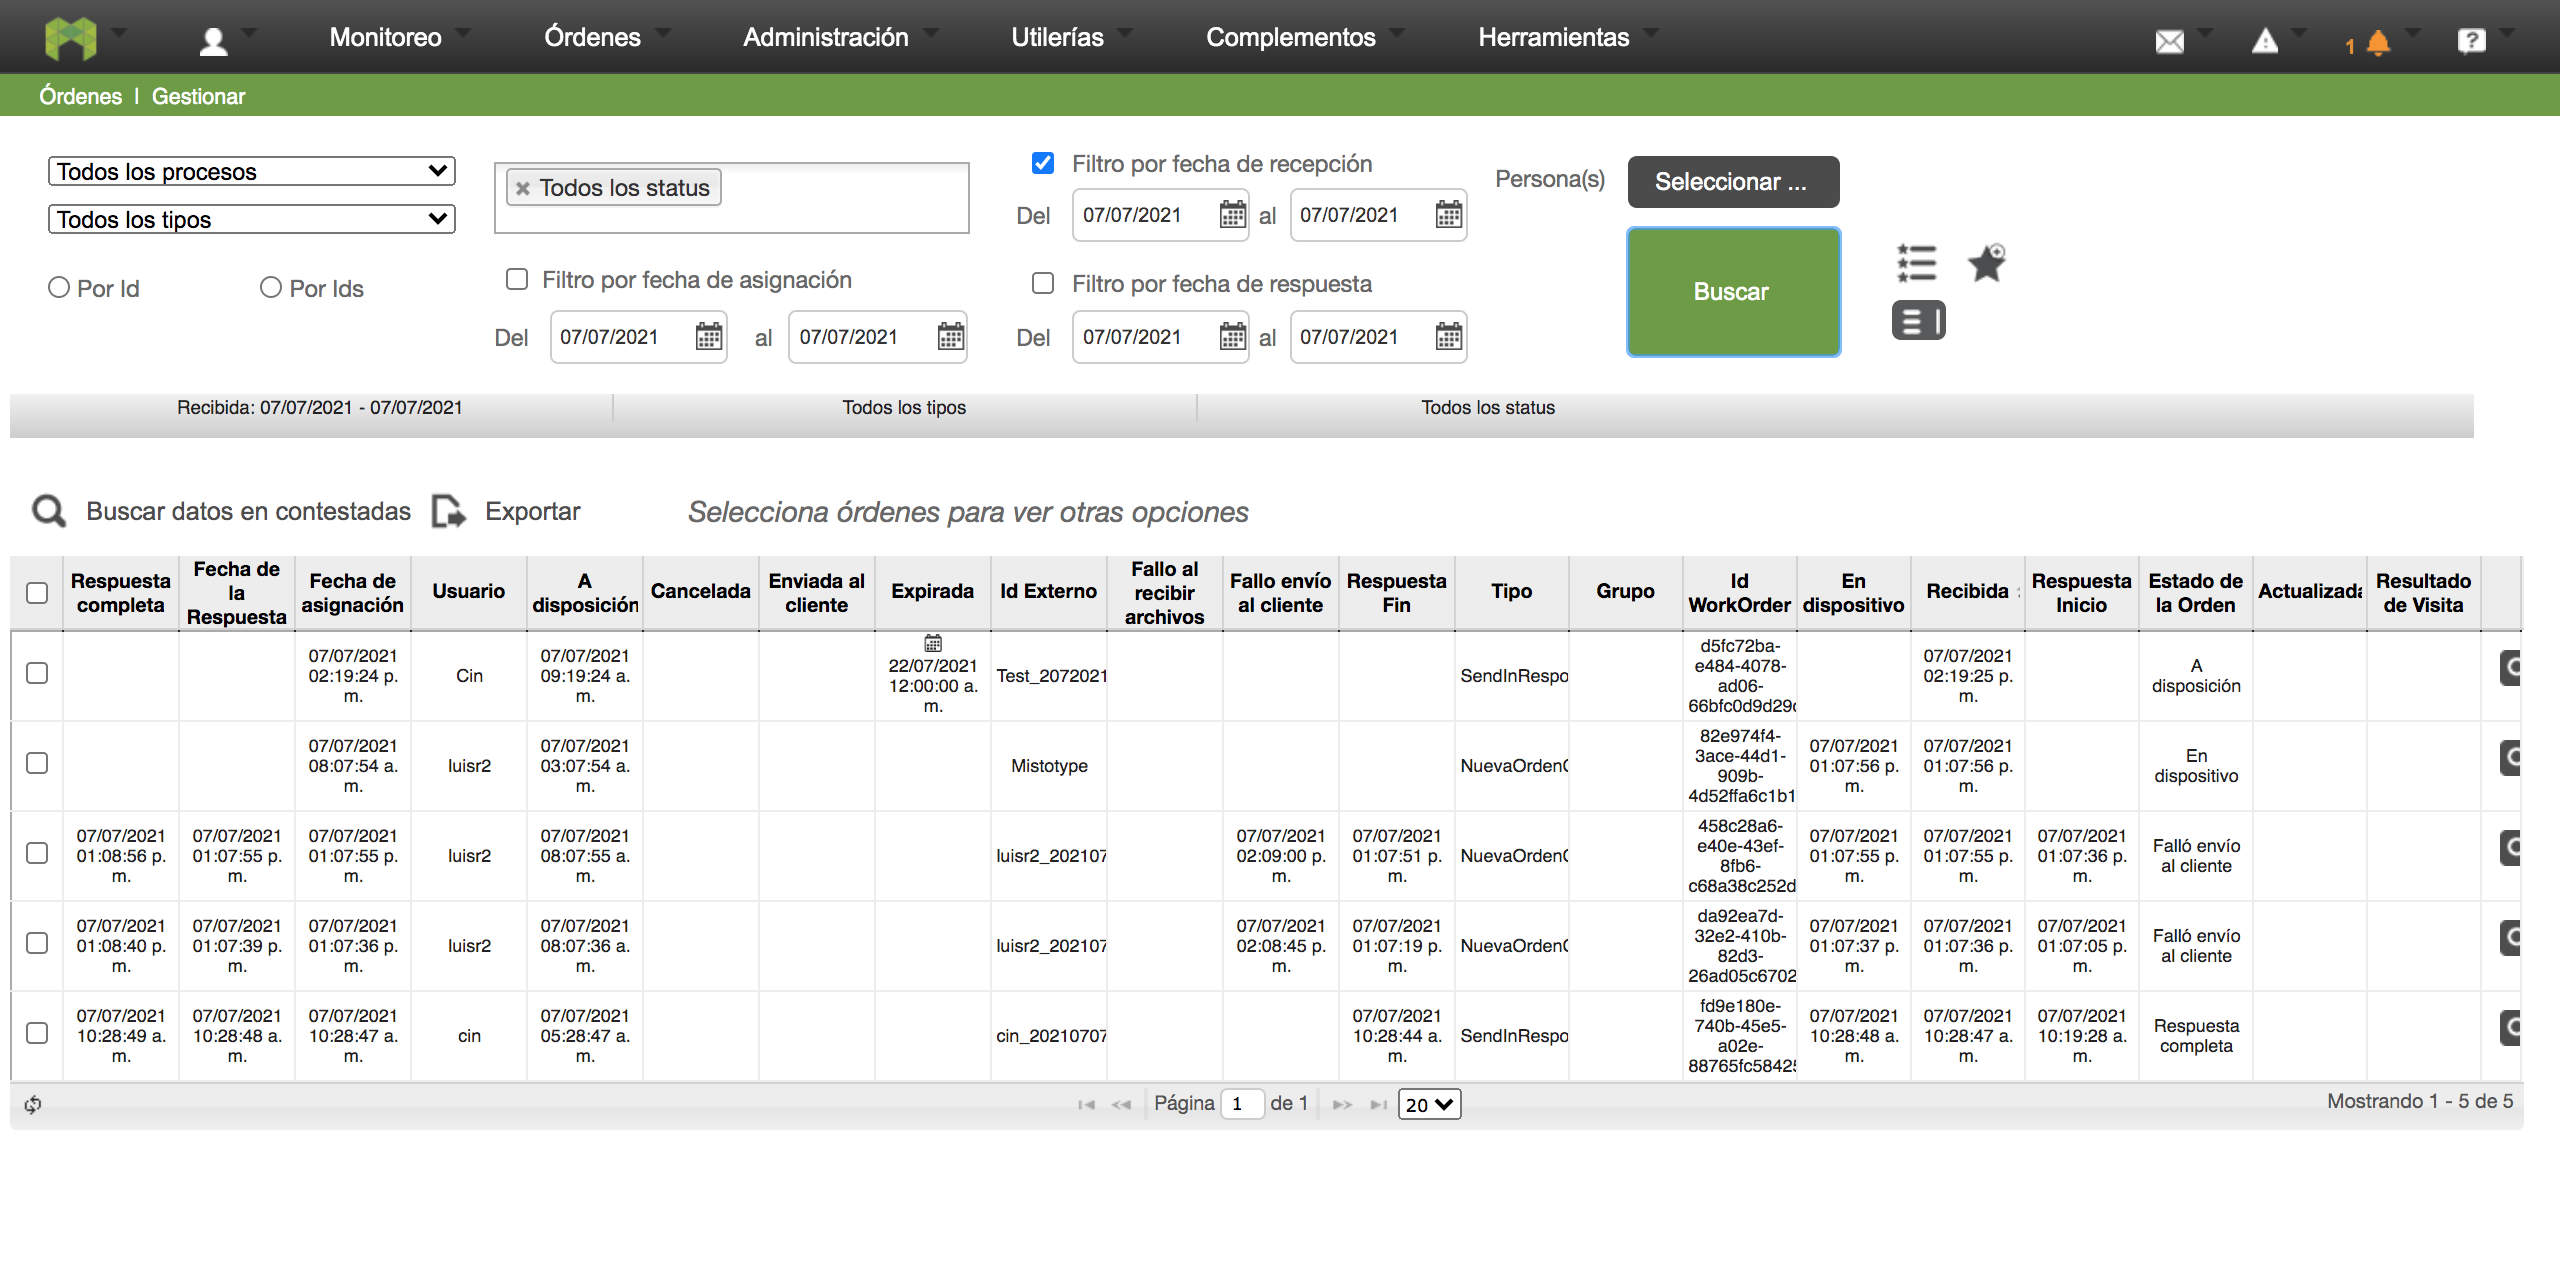 Monitoreo Órdenes Administración Utilerías Complementos Herramientas 1
Órdenes | Gestionar
Todos los procesos
Todos los tipos
Por Id Por Ids
× Todos los status
Filtro por fecha de asignación
Del 07/07/2021 al 07/07/2021
Filtro por fecha de recepción
Del 07/07/2021 al 07/07/2021
Filtro por fecha de respuesta
Del 07/07/2021 al 07/07/2021
Persona(s) Seleccionar ...
Buscar
Recibida: 07/07/2021 - 07/07/2021 Todos los tipos Todos los status
Buscar datos en contestadas Exportar Selecciona órdenes para ver otras opciones
Respuesta completa
Fecha de la Respuesta
Fecha de asignación
Usuario
A disposición
Cancelada
Enviada al cliente
Expirada
Id Externo
Fallo al recibir archivos
Fallo envío al cliente
Respuesta Fin
Tipo
Grupo
Id WorkOrder
En dispositivo
Recibida
Respuesta Inicio
Estado de la Orden
Actualizada
Resultado de Visita
07/07/2021 02:19:24 p. m.
Cin
07/07/2021 09:19:24 a. m.
22/07/2021 12:00:00 a. m.
Test_2072021
SendInRespo
d5fc72ba-e484-4078-ad06-66bfc0d9d29
07/07/2021 02:19:25 p. m.
A disposición
07/07/2021 08:07:54 a. m.
luisr2
07/07/2021 03:07:54 a. m.
Mistotype
NuevaOrden
82e974f4-3ace-44d1-909b-4d52ffa6c1b1
07/07/2021 01:07:56 p. m.
07/07/2021 01:07:56 p. m.
En dispositivo
07/07/2021 01:08:56 p. m.
07/07/2021 01:07:55 p. m.
07/07/2021 01:07:55 p. m.
luisr2
07/07/2021 08:07:55 a. m.
luisr2_202107
07/07/2021 02:09:00 p. m.
07/07/2021 01:07:51 p. m.
NuevaOrden
458c28a6-e40e-43ef-8fb6-c68a38c252d
07/07/2021 01:07:55 p. m.
07/07/2021 01:07:55 p. m.
07/07/2021 01:07:36 p. m.
Falló envío al cliente
07/07/2021 01:08:40 p. m.
07/07/2021 01:07:39 p. m.
07/07/2021 01:07:36 p. m.
luisr2
07/07/2021 08:07:36 a. m.
luisr2_202107
07/07/2021 02:08:45 p. m.
07/07/2021 01:07:19 p. m.
NuevaOrden
da92ea7d-32e2-410b-82d3-26ad05c6702
07/07/2021 01:07:37 p. m.
07/07/2021 01:07:36 p. m.
07/07/2021 01:07:05 p. m.
Falló envío al cliente
07/07/2021 10:28:49 a. m.
07/07/2021 10:28:48 a. m.
07/07/2021 10:28:47 a. m.
cin
07/07/2021 05:28:47 a. m.
cin_20210707
07/07/2021 10:28:44 a. m.
SendInRespo
fd9e180e-740b-45e5-a02e-88765fc5842
07/07/2021 10:28:48 a. m.
07/07/2021 10:28:47 a. m.
07/07/2021 10:19:28 a. m.
Respuesta completa
Página 1 de 1 20
Mostrando 1 - 5 de 5